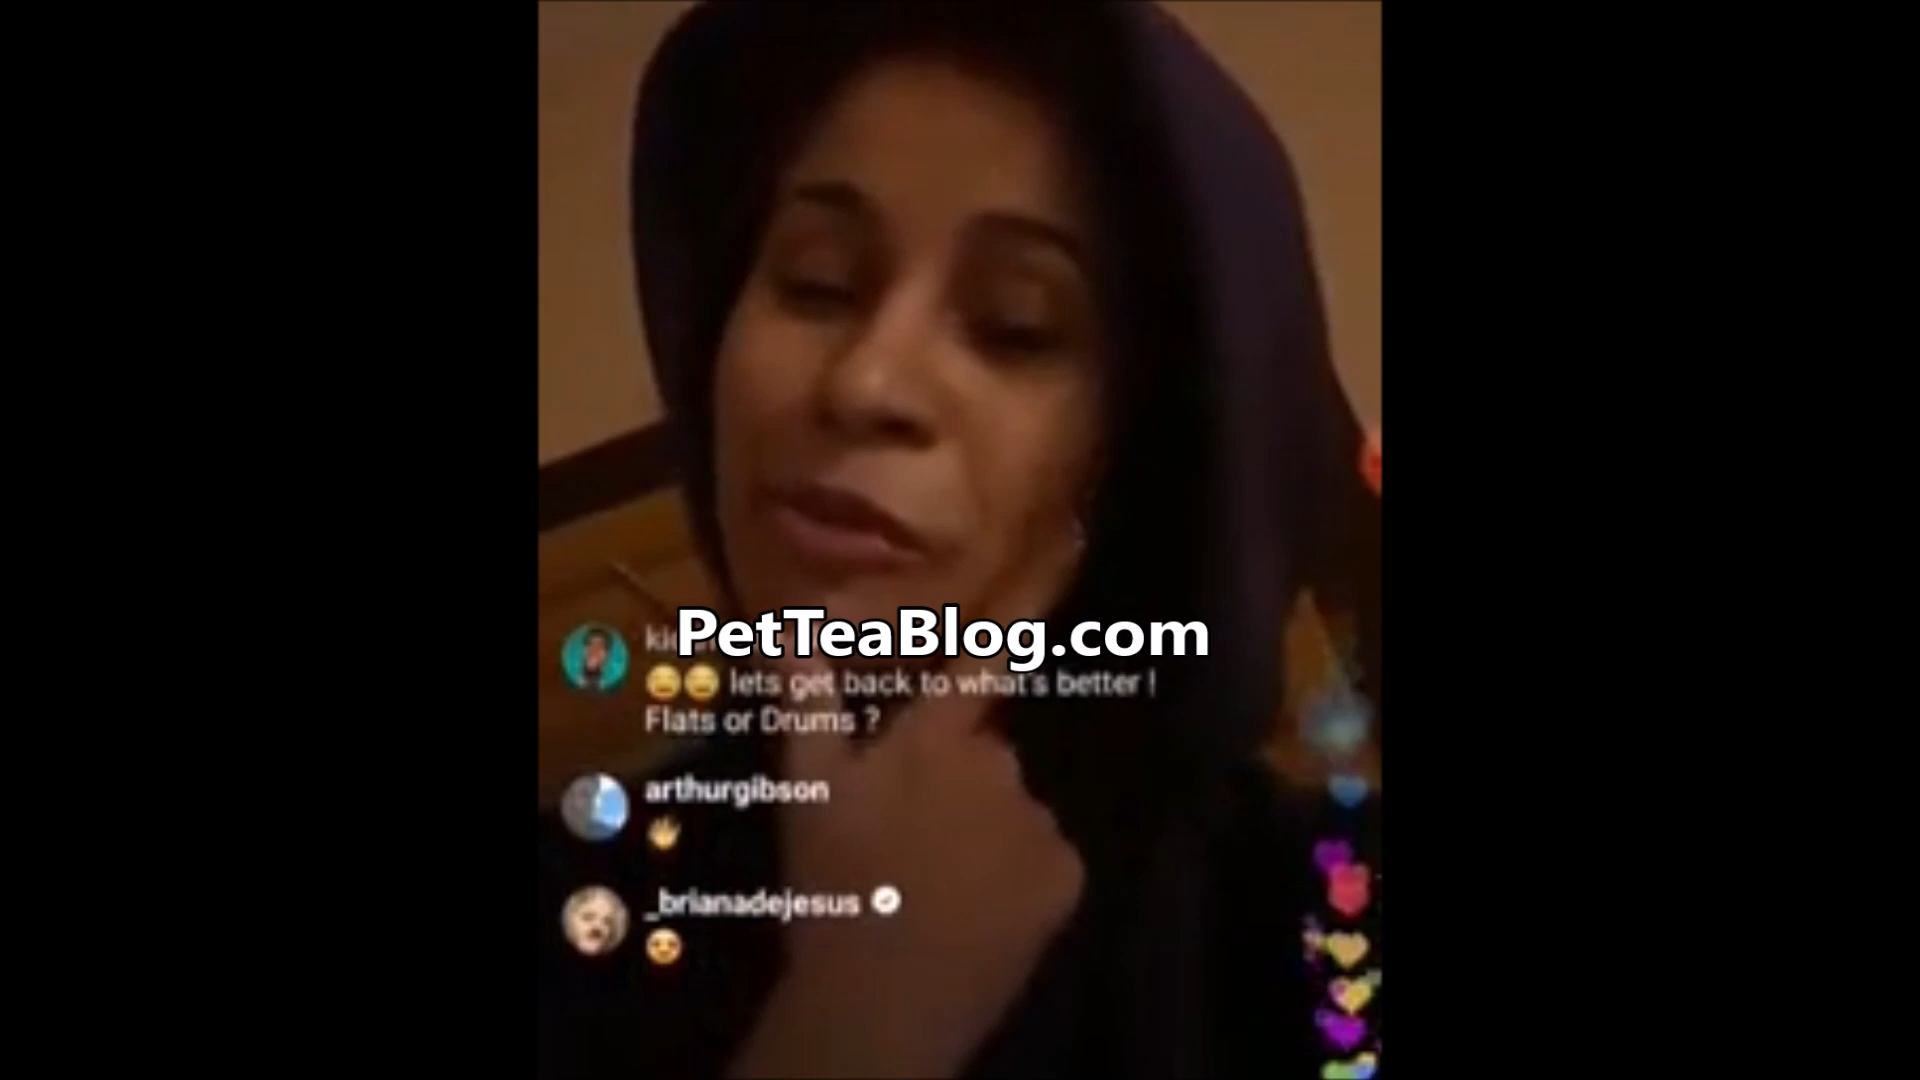 PetTeaBlog.com
😩😩 lets get back to what's better !
Flats or Drums ?
arthurgibson
👋
_brianadejesus
😍